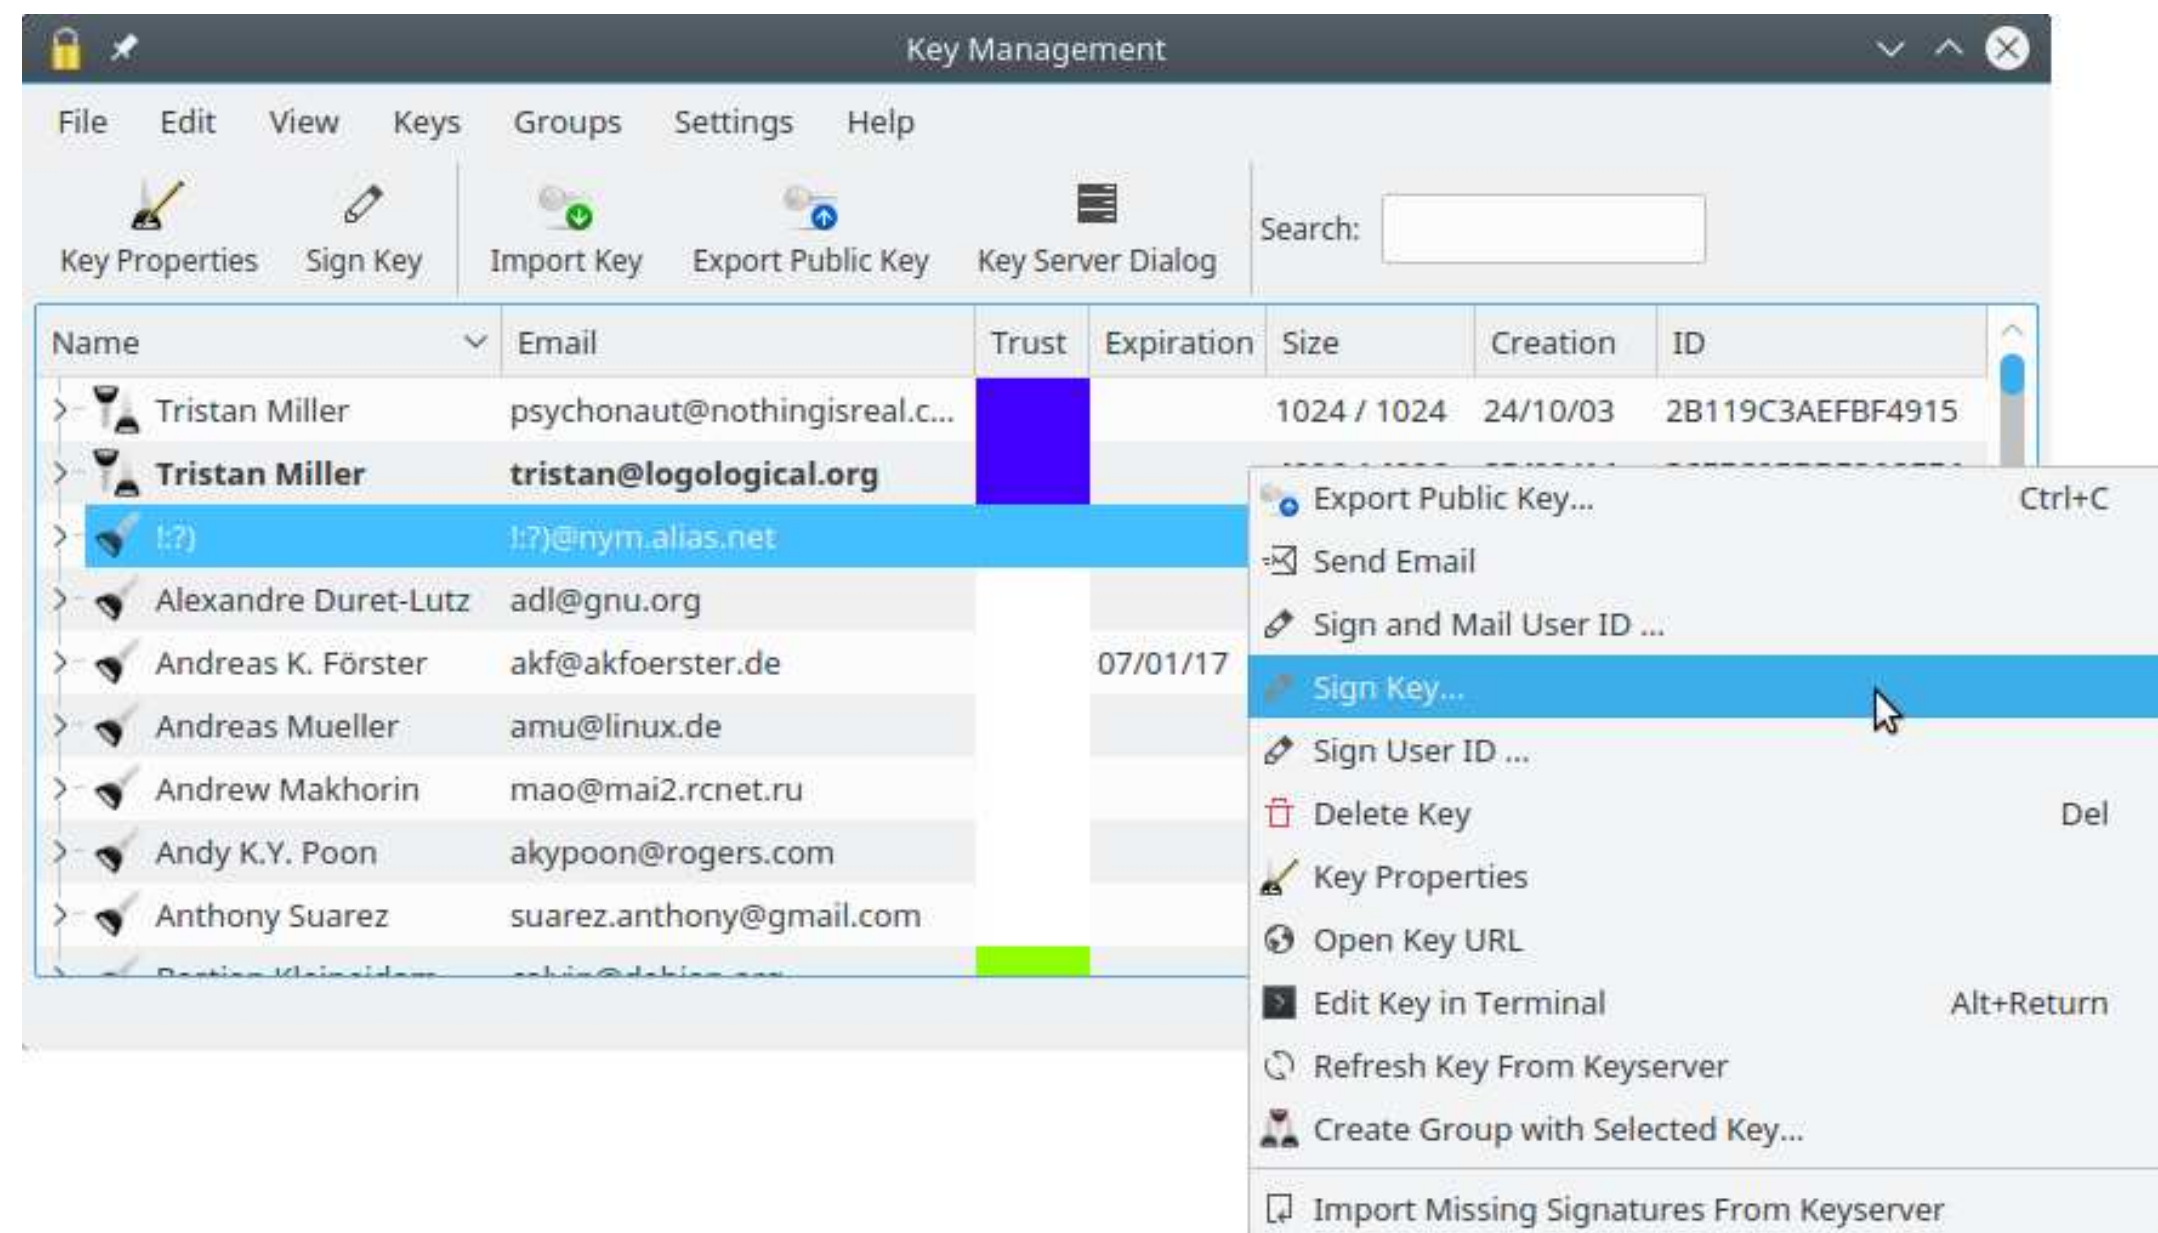 Key Management
File Edit View Keys Groups Settings Help
Key Properties Sign Key Import Key Export Public Key Key Server Dialog Search:
Name Email Trust Expiration Size Creation ID
Tristan Miller psychonaut@nothingisreal.c... 1024 / 1024 24/10/03 2B119C3AEFBF4915
Tristan Miller tristan@logological.org
!:?) !:?)@nym.alias.net
Alexandre Duret-Lutz adl@gnu.org
Andreas K. Förster akf@akfoerster.de 07/01/17
Andreas Mueller amu@linux.de
Andrew Makhorin mao@mai2.rcnet.ru
Andy K.Y. Poon akypoon@rogers.com
Anthony Suarez suarez.anthony@gmail.com
Export Public Key... Ctrl+C
Send Email
Sign and Mail User ID ...
Sign Key...
Sign User ID ...
Delete Key Del
Key Properties
Open Key URL
Edit Key in Terminal Alt+Return
Refresh Key From Keyserver
Create Group with Selected Key...
Import Missing Signatures From Keyserver